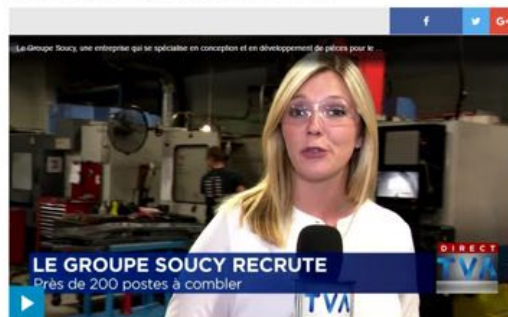 f G+
Le Groupe Soucy, une entreprise qui se spécialise en conception et en développement de pièces pour le ...
LE GROUPE SOUCY RECRUTE
Près de 200 postes à combler
DIRECT
TVA
TVA